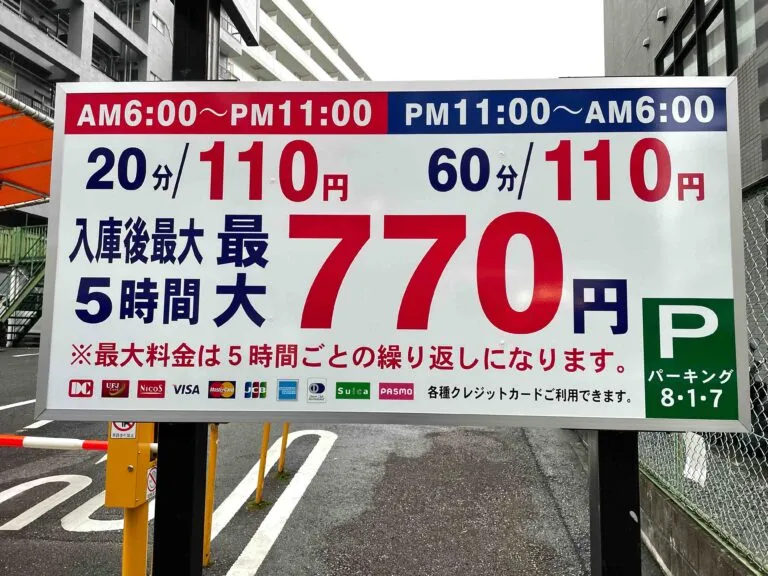 AM6:00～PM11:00
PM11:00～AM6:00
20分/110円
60分/110円
入庫後最大
5時間
最大
770円
※最大料金は5時間ごとの繰り返しになります。
UFJ NICOS VISA MasterCard JCB Suica PASMO
各種クレジットカードご利用できます。
P
パーキング
8・1・7